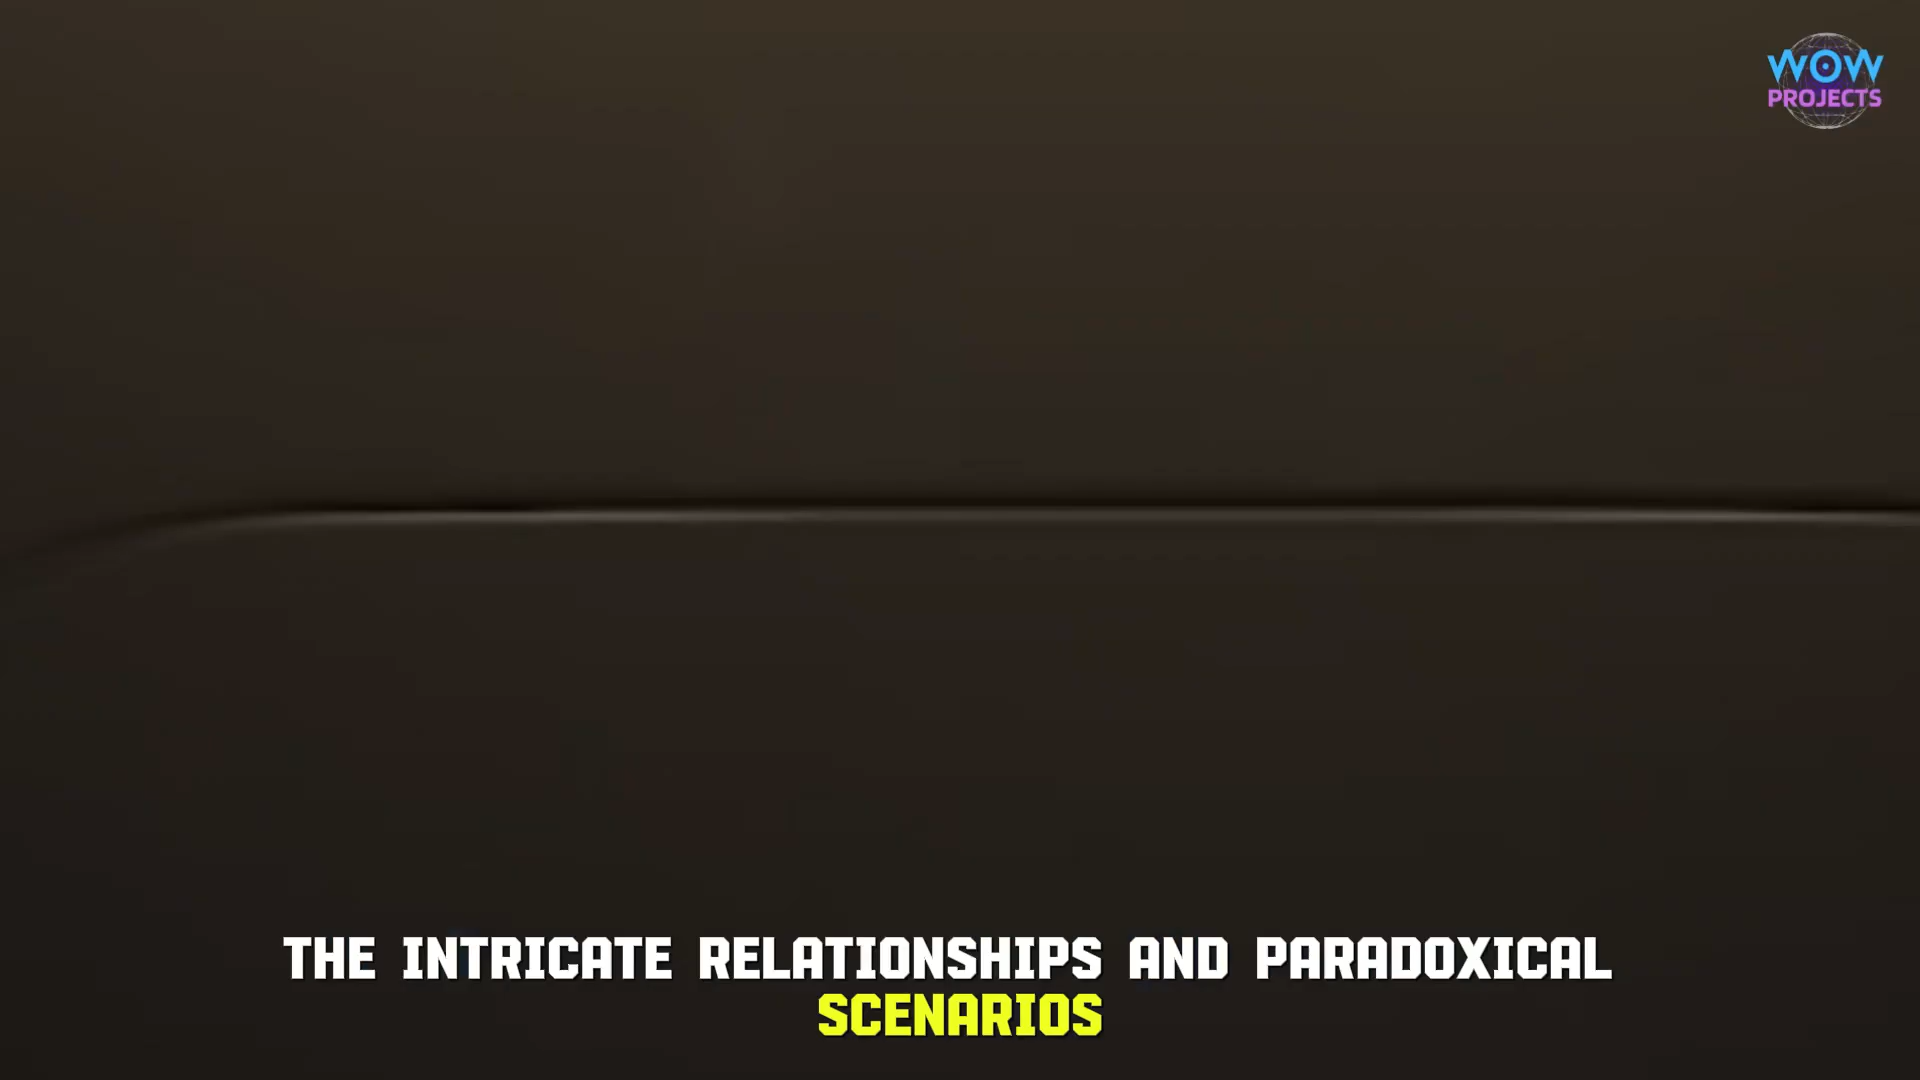 WOW
PROJECTS
THE INTRICATE RELATIONSHIPS AND PARADOXICAL
SCENARIOS